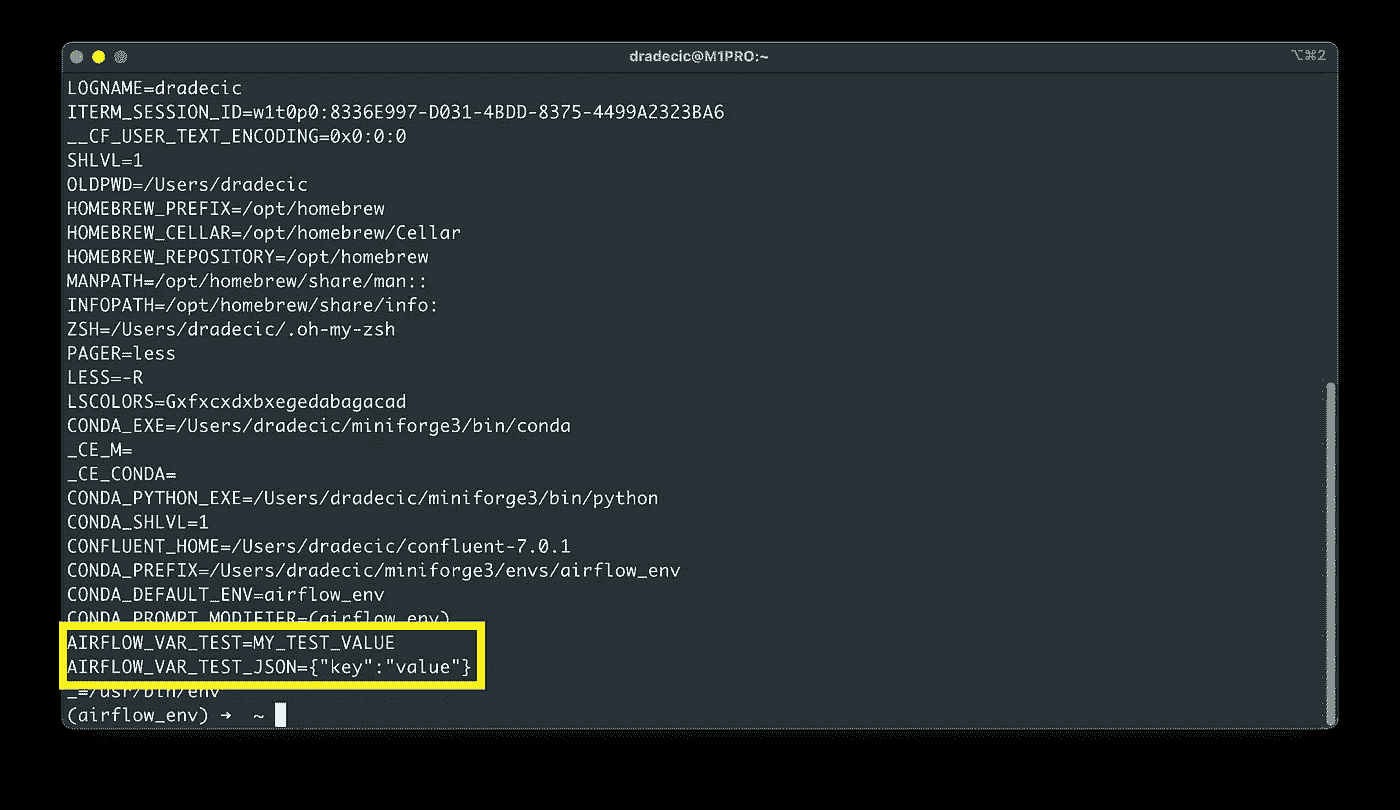 dradecic@M1PRO:~
⌥⌘2
LOGNAME=dradecic
ITERM_SESSION_ID=w1t0p0:8336E997-D031-4BDD-8375-4499A2323BA6
__CF_USER_TEXT_ENCODING=0x0:0:0
SHLVL=1
OLDPWD=/Users/dradecic
HOMEBREW_PREFIX=/opt/homebrew
HOMEBREW_CELLAR=/opt/homebrew/Cellar
HOMEBREW_REPOSITORY=/opt/homebrew
MANPATH=/opt/homebrew/share/man::
INFOPATH=/opt/homebrew/share/info:
ZSH=/Users/dradecic/.oh-my-zsh
PAGER=less
LESS=-R
LSCOLORS=Gxfxcxdxbxegedabagacad
CONDA_EXE=/Users/dradecic/miniforge3/bin/conda
_CE_M=
_CE_CONDA=
CONDA_PYTHON_EXE=/Users/dradecic/miniforge3/bin/python
CONDA_SHLVL=1
CONFLUENT_HOME=/Users/dradecic/confluent-7.0.1
CONDA_PREFIX=/Users/dradecic/miniforge3/envs/airflow_env
CONDA_DEFAULT_ENV=airflow_env
CONDA_PROMPT_MODIFIER=(airflow_env)
AIRFLOW_VAR_TEST=MY_TEST_VALUE
AIRFLOW_VAR_TEST_JSON={"key":"value"}
_=/usr/bin/env
(airflow_env) → ~